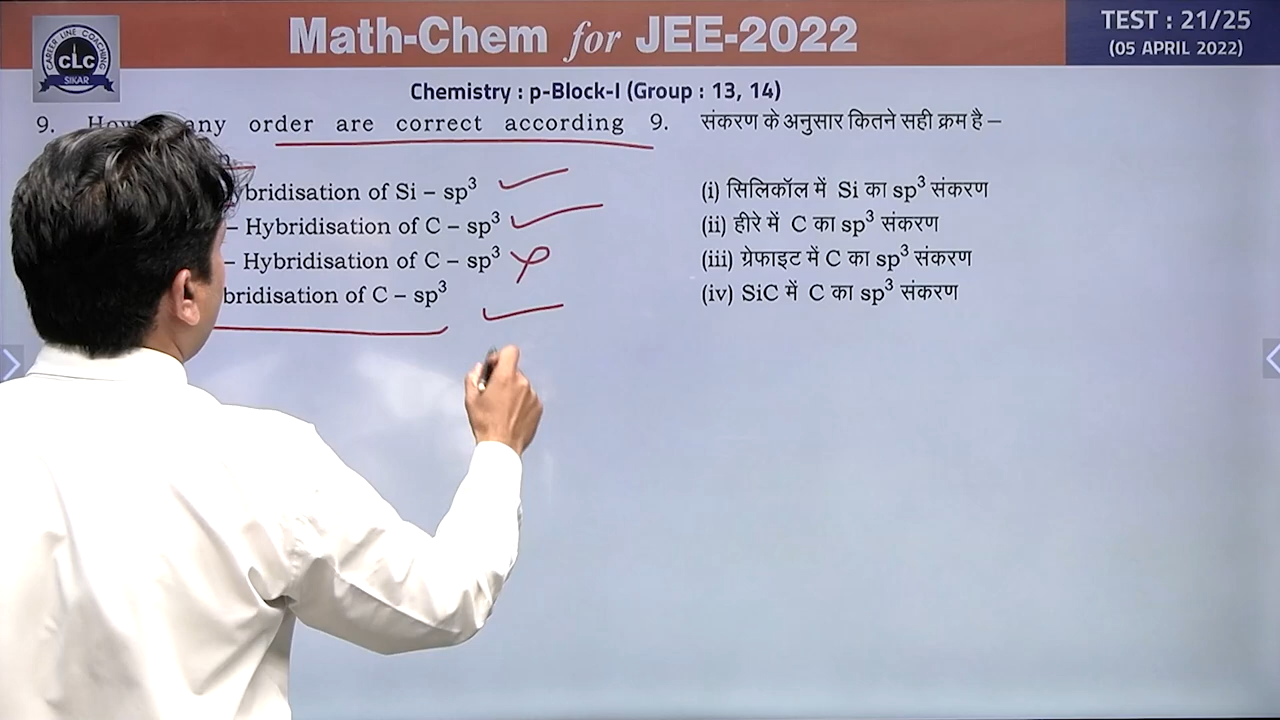 Math-Chem for JEE-2022
TEST : 21/25
(05 APRIL 2022)
CAREER LINE COACHING
CLC
SIKAR
Chemistry : p-Block-I (Group : 13, 14)
9. order are correct according
ybridisation of Si – sp³
– Hybridisation of C – sp³
– Hybridisation of C – sp³
bridisation of C – sp³
9. संकरण के अनुसार कितने सही क्रम है –
(i) सिलिकॉल में Si का sp³ संकरण
(ii) हीरे में C का sp³ संकरण
(iii) ग्रेफाइट में C का sp³ संकरण
(iv) SiC में C का sp³ संकरण